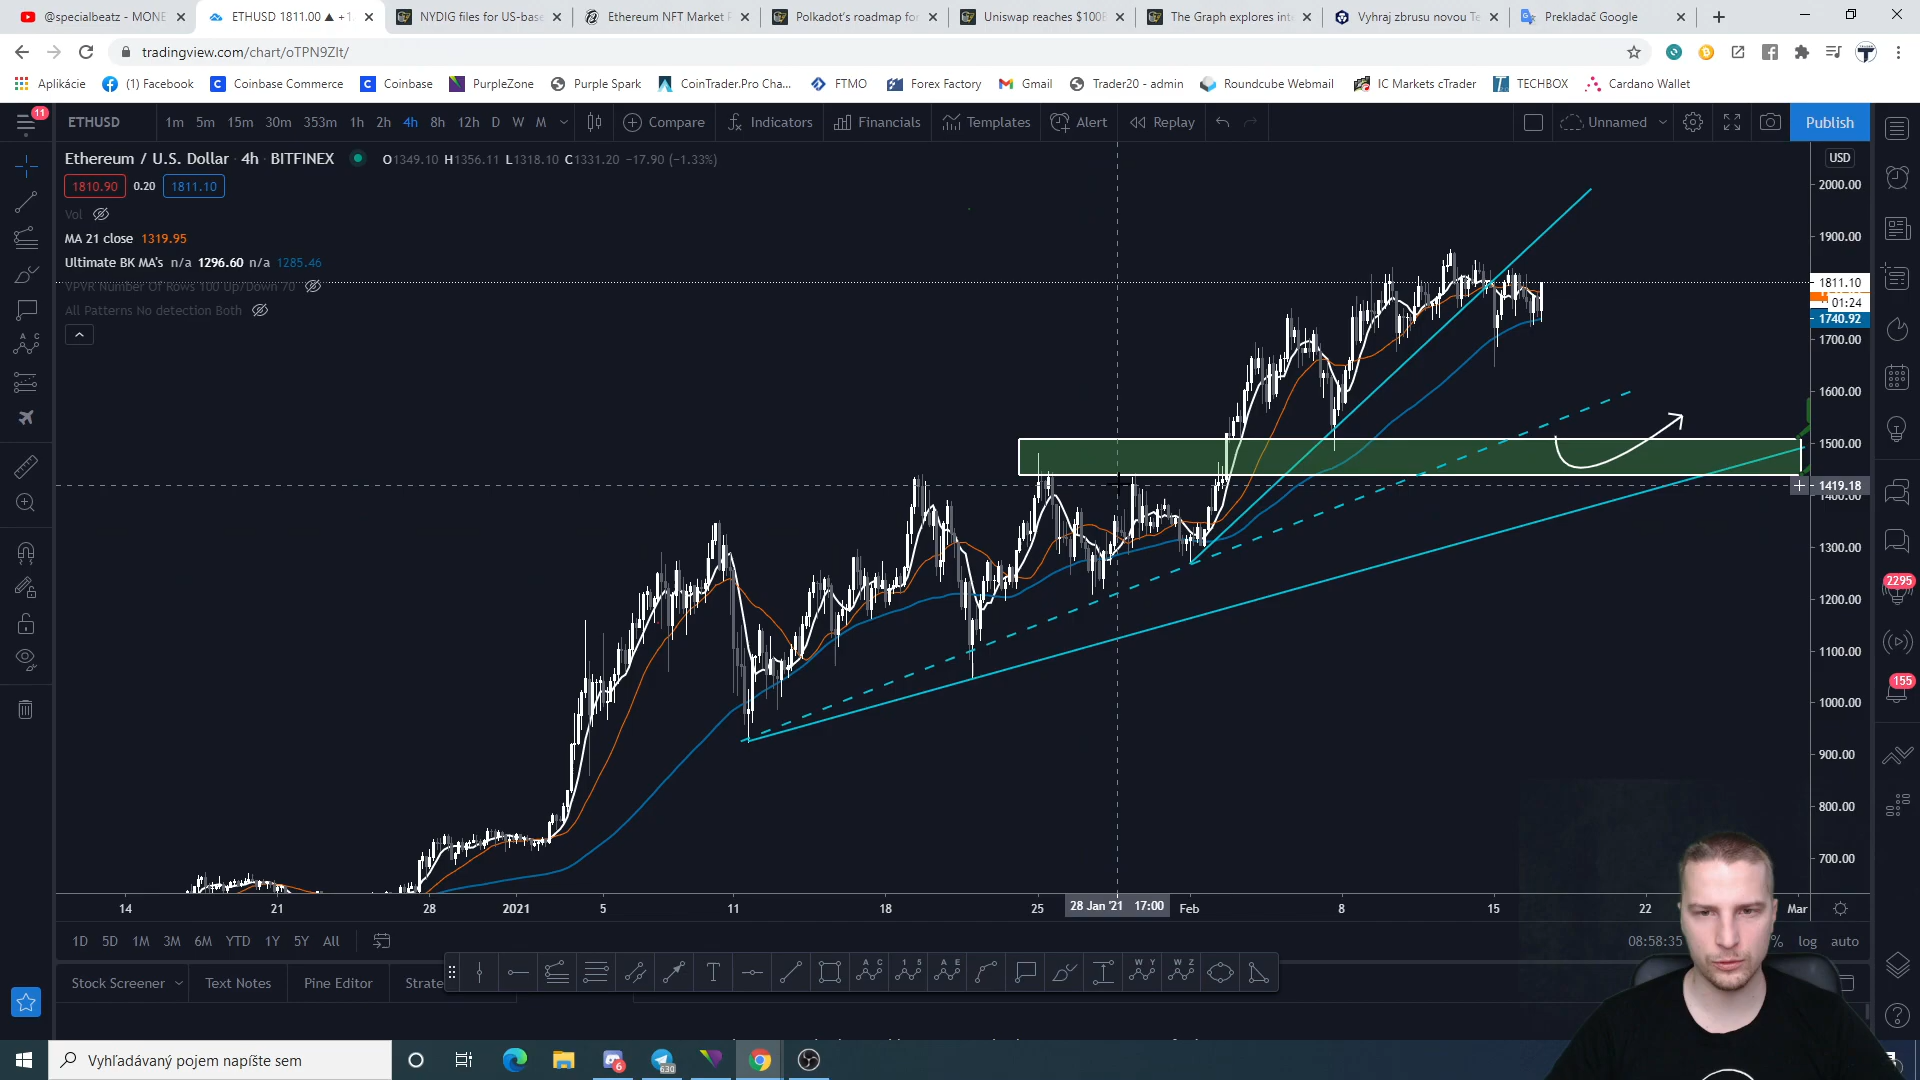 @specialbeatz - MONE
ETHUSD 1811.00 ▲ +1.
NYDIG files for US-base
Ethereum NFT Market P
Polkadot's roadmap for
Uniswap reaches $100B
The Graph explores inte
Vyhraj zbrusu novou Te
Prekladač Google
tradingview.com/chart/oTPN9ZIt/
Aplikácie
(1) Facebook
Coinbase Commerce
Coinbase
PurpleZone
Purple Spark
CoinTrader.Pro Cha...
FTMO
Forex Factory
Gmail
Trader20 - admin
Roundcube Webmail
IC Markets cTrader
TECHBOX
Cardano Wallet
11
ETHUSD
1m 5m 15m 30m 353m 1h 2h 4h 8h 12h D W M
Compare
Indicators
Financials
Templates
Alert
Replay
Unnamed
Publish
Ethereum / U.S. Dollar · 4h · BITFINEX
O1349.10 H1356.11 L1318.10 C1331.20 −17.90 (−1.33%)
USD
1810.90 0.20 1811.10
Vol
MA 21 close 1319.95
Ultimate BK MA's n/a 1296.60 n/a 1285.46
VPVR Number Of Rows 100 Up/Down 70
All Patterns No detection Both
2000.00
1900.00
1811.10
01:24
1740.92
1700.00
1600.00
1500.00
1419.18
1400.00
1300.00
1200.00
1100.00
1000.00
900.00
800.00
700.00
2295
155
14 21 28 2021 5 11 18 25 28 Jan '21 17:00 Feb 8 15 22 Mar
1D 5D 1M 3M 6M YTD 1Y 5Y All
08:58:35
% log auto
Stock Screener
Text Notes
Pine Editor
Strate
Vyhľadávaný pojem napíšte sem
6
630